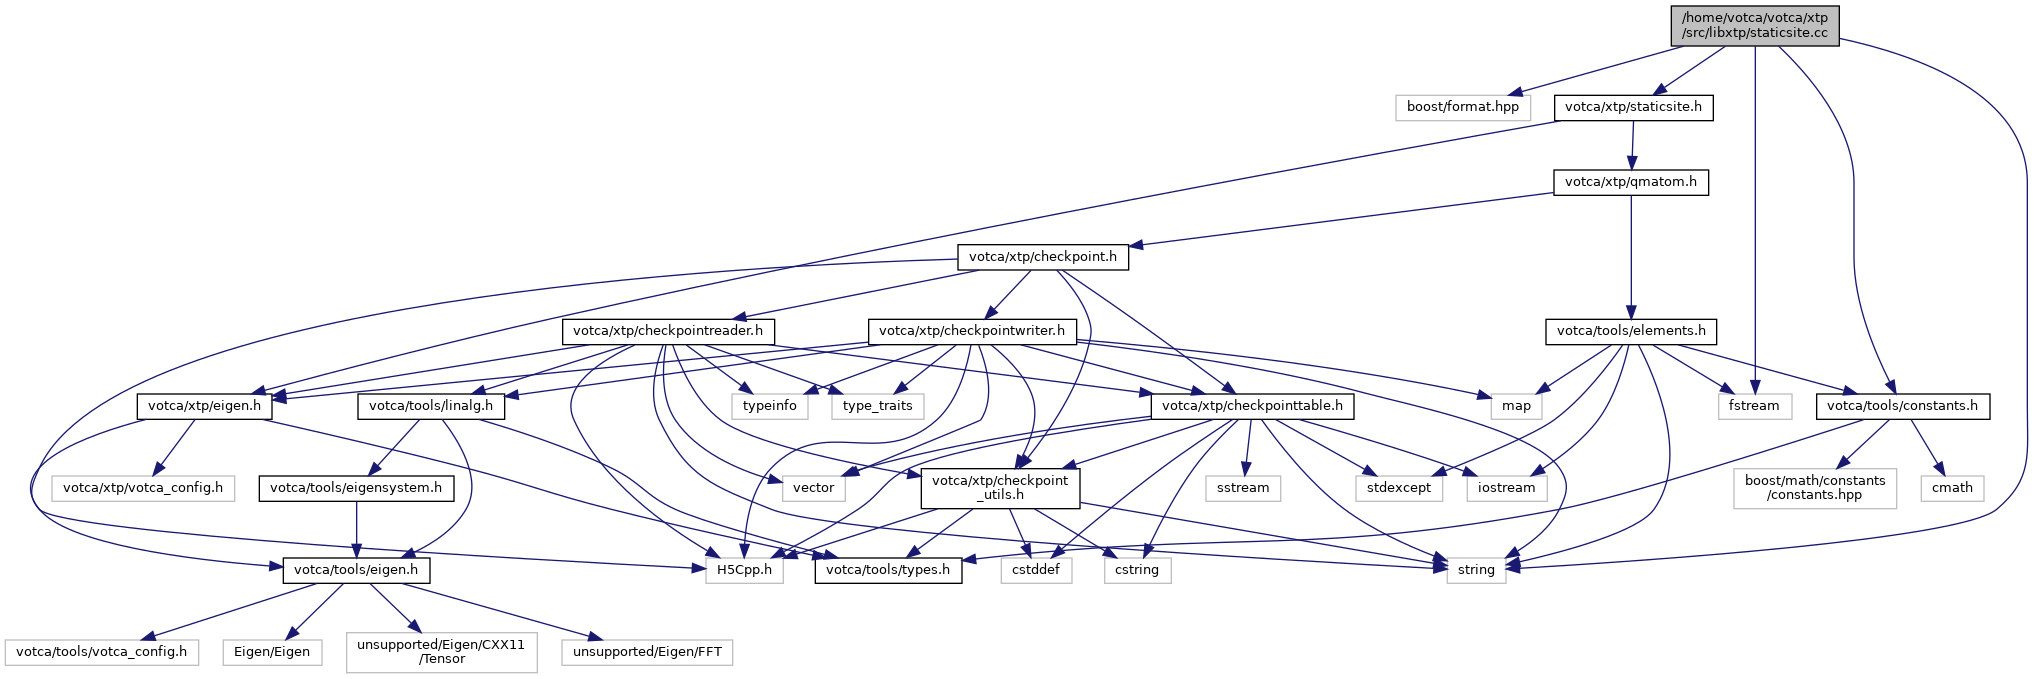 /home/votca/votca/xtp
/src/libxtp/staticsite.cc
boost/format.hpp
votca/xtp/staticsite.h
votca/xtp/qmatom.h
votca/xtp/checkpoint.h
votca/xtp/checkpointreader.h
votca/xtp/checkpointwriter.h
votca/tools/elements.h
votca/xtp/eigen.h
votca/tools/linalg.h
typeinfo
type_traits
votca/xtp/checkpointtable.h
map
fstream
votca/tools/constants.h
votca/xtp/votca_config.h
votca/tools/eigensystem.h
vector
votca/xtp/checkpoint
_utils.h
sstream
stdexcept
iostream
boost/math/constants
/constants.hpp
cmath
votca/tools/eigen.h
H5Cpp.h
votca/tools/types.h
cstddef
cstring
string
votca/tools/votca_config.h
Eigen/Eigen
unsupported/Eigen/CXX11
/Tensor
unsupported/Eigen/FFT